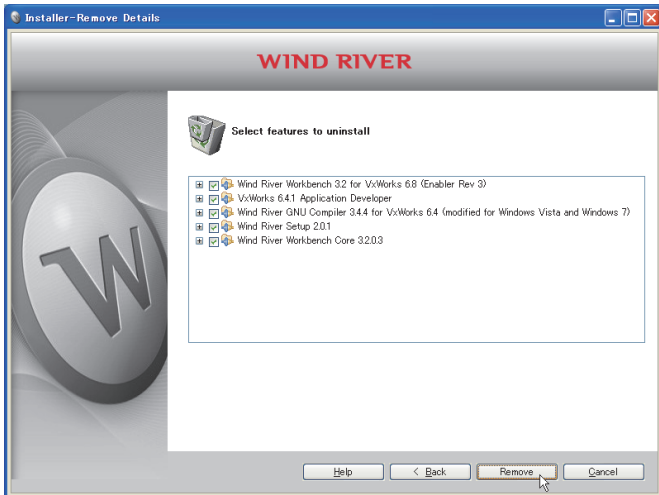 Installer-Remove Details
WIND RIVER
Select features to uninstall
Wind River Workbench 3.2 for VxWorks 6.8 (Enabler Rev 3)
VxWorks 6.4.1 Application Developer
Wind River GNU Compiler 3.4.4 for VxWorks 6.4 (modified for Windows Vista and Windows 7)
Wind River Setup 2.0.1
Wind River Workbench Core 3.2.0.3
W
Help < Back Remove Cancel